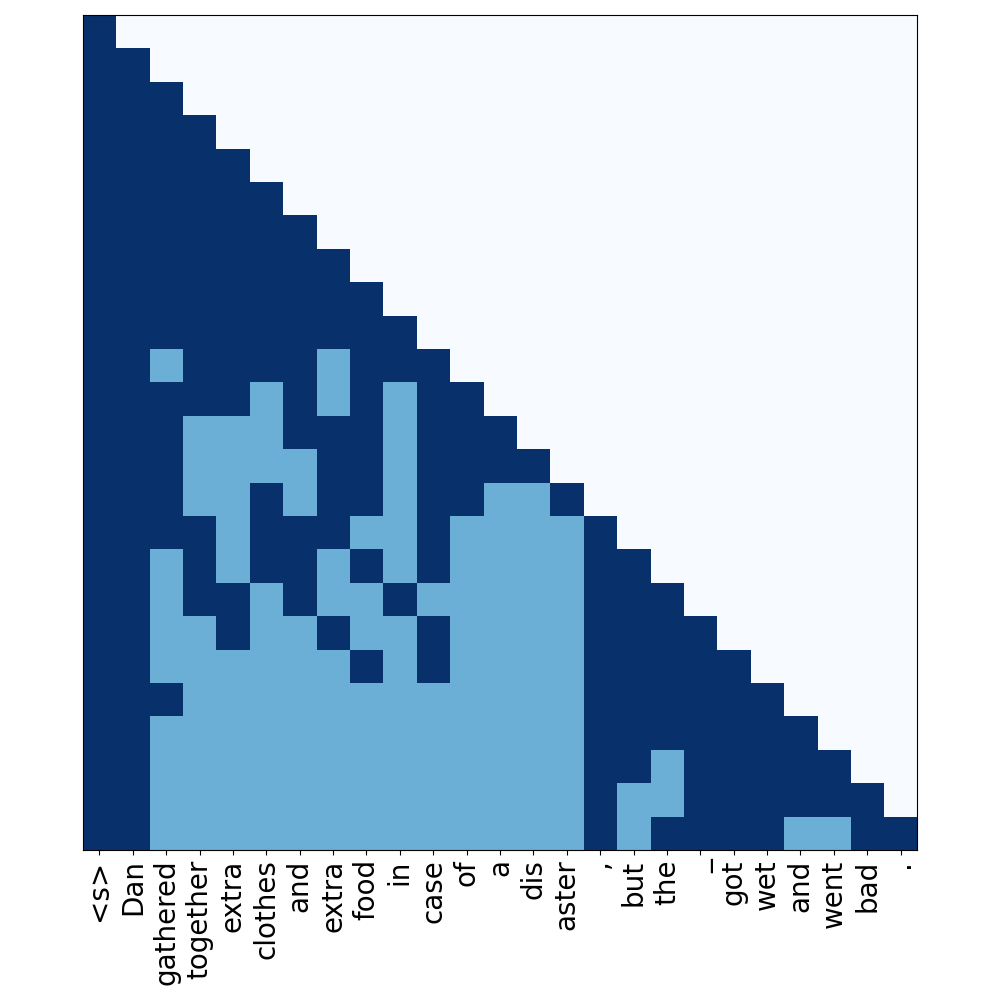 <s> Dan gathered together extra clothes and extra food in case of a dis aster , but the _ got wet and went bad .